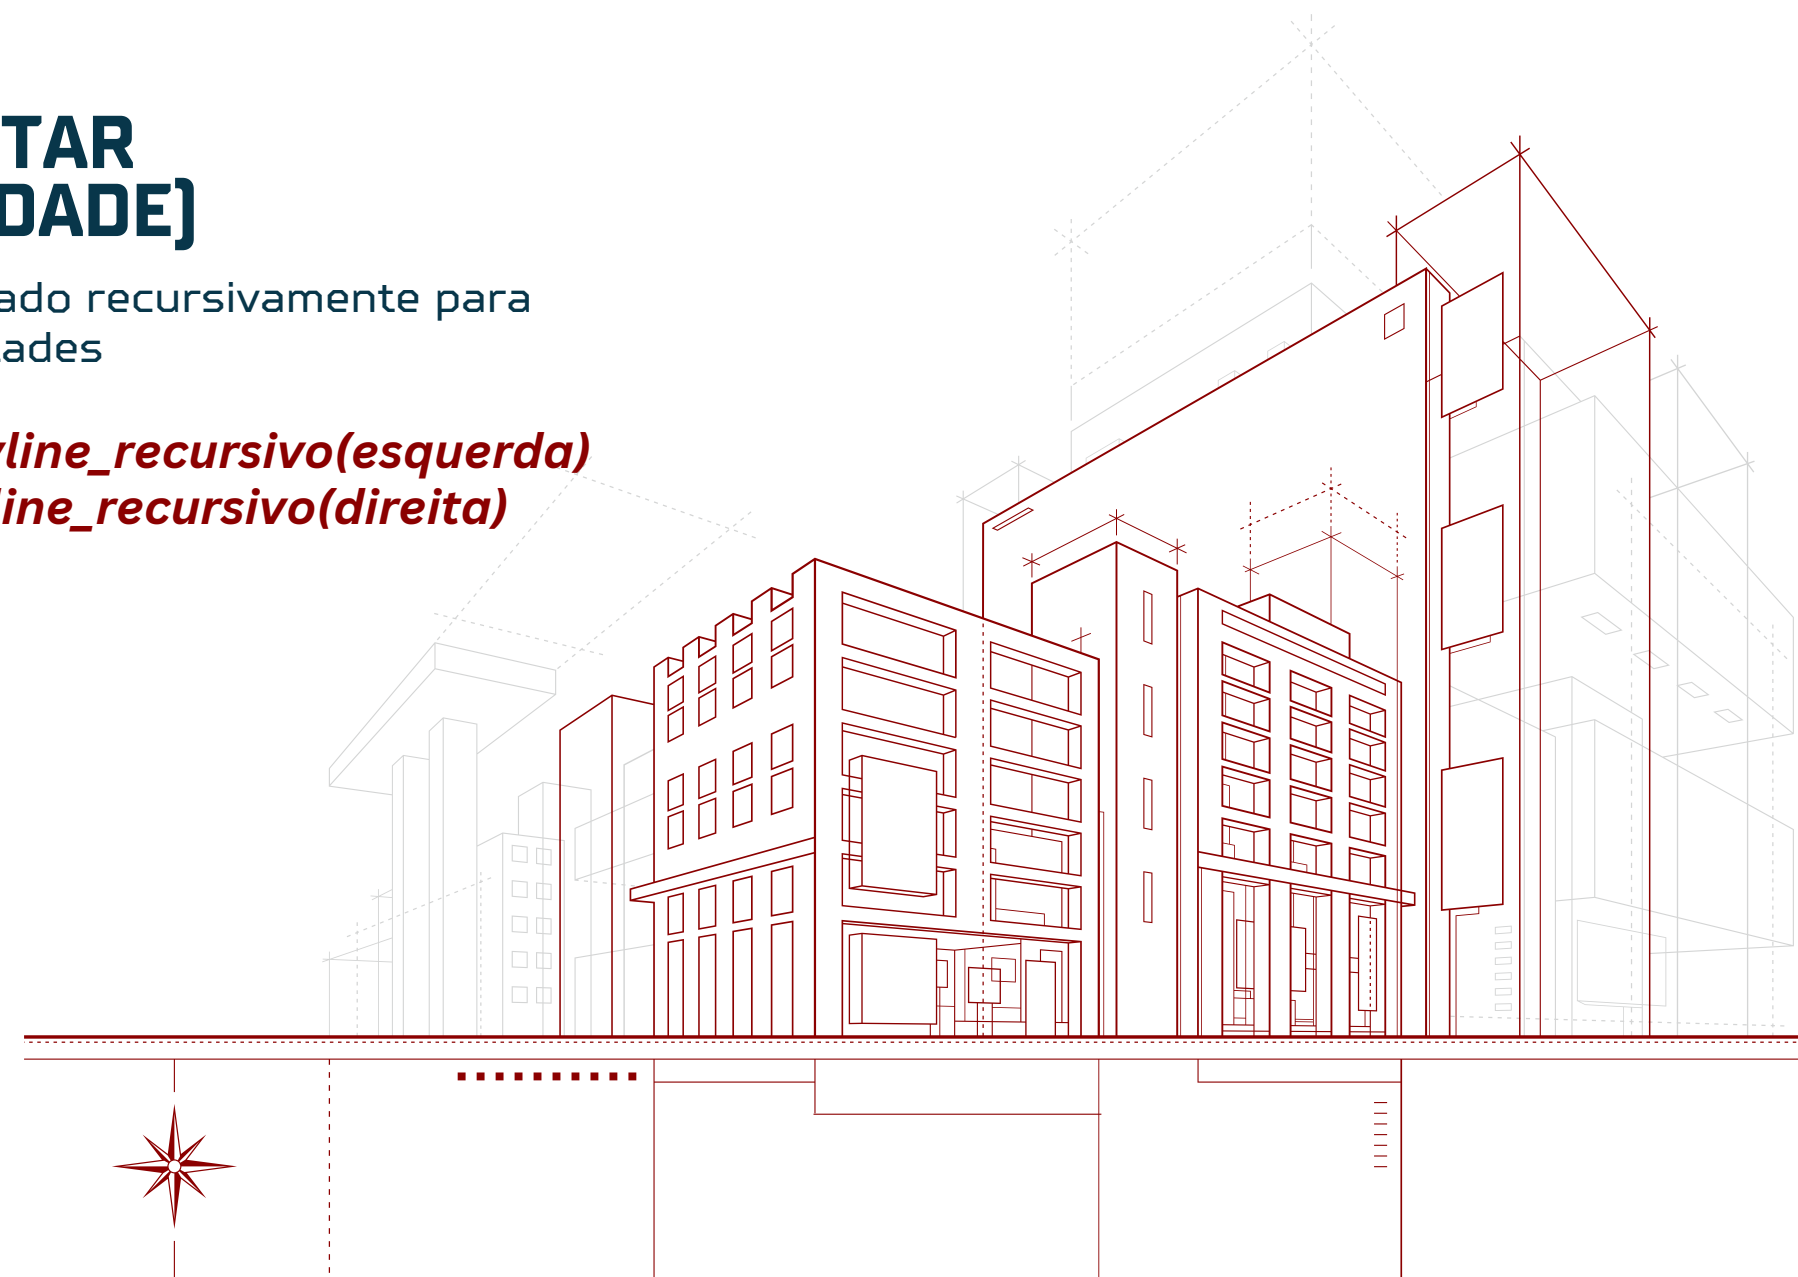 TAR
DADE)
ado recursivamente para
ades
line_recursivo(esquerda)
line_recursivo(direita)